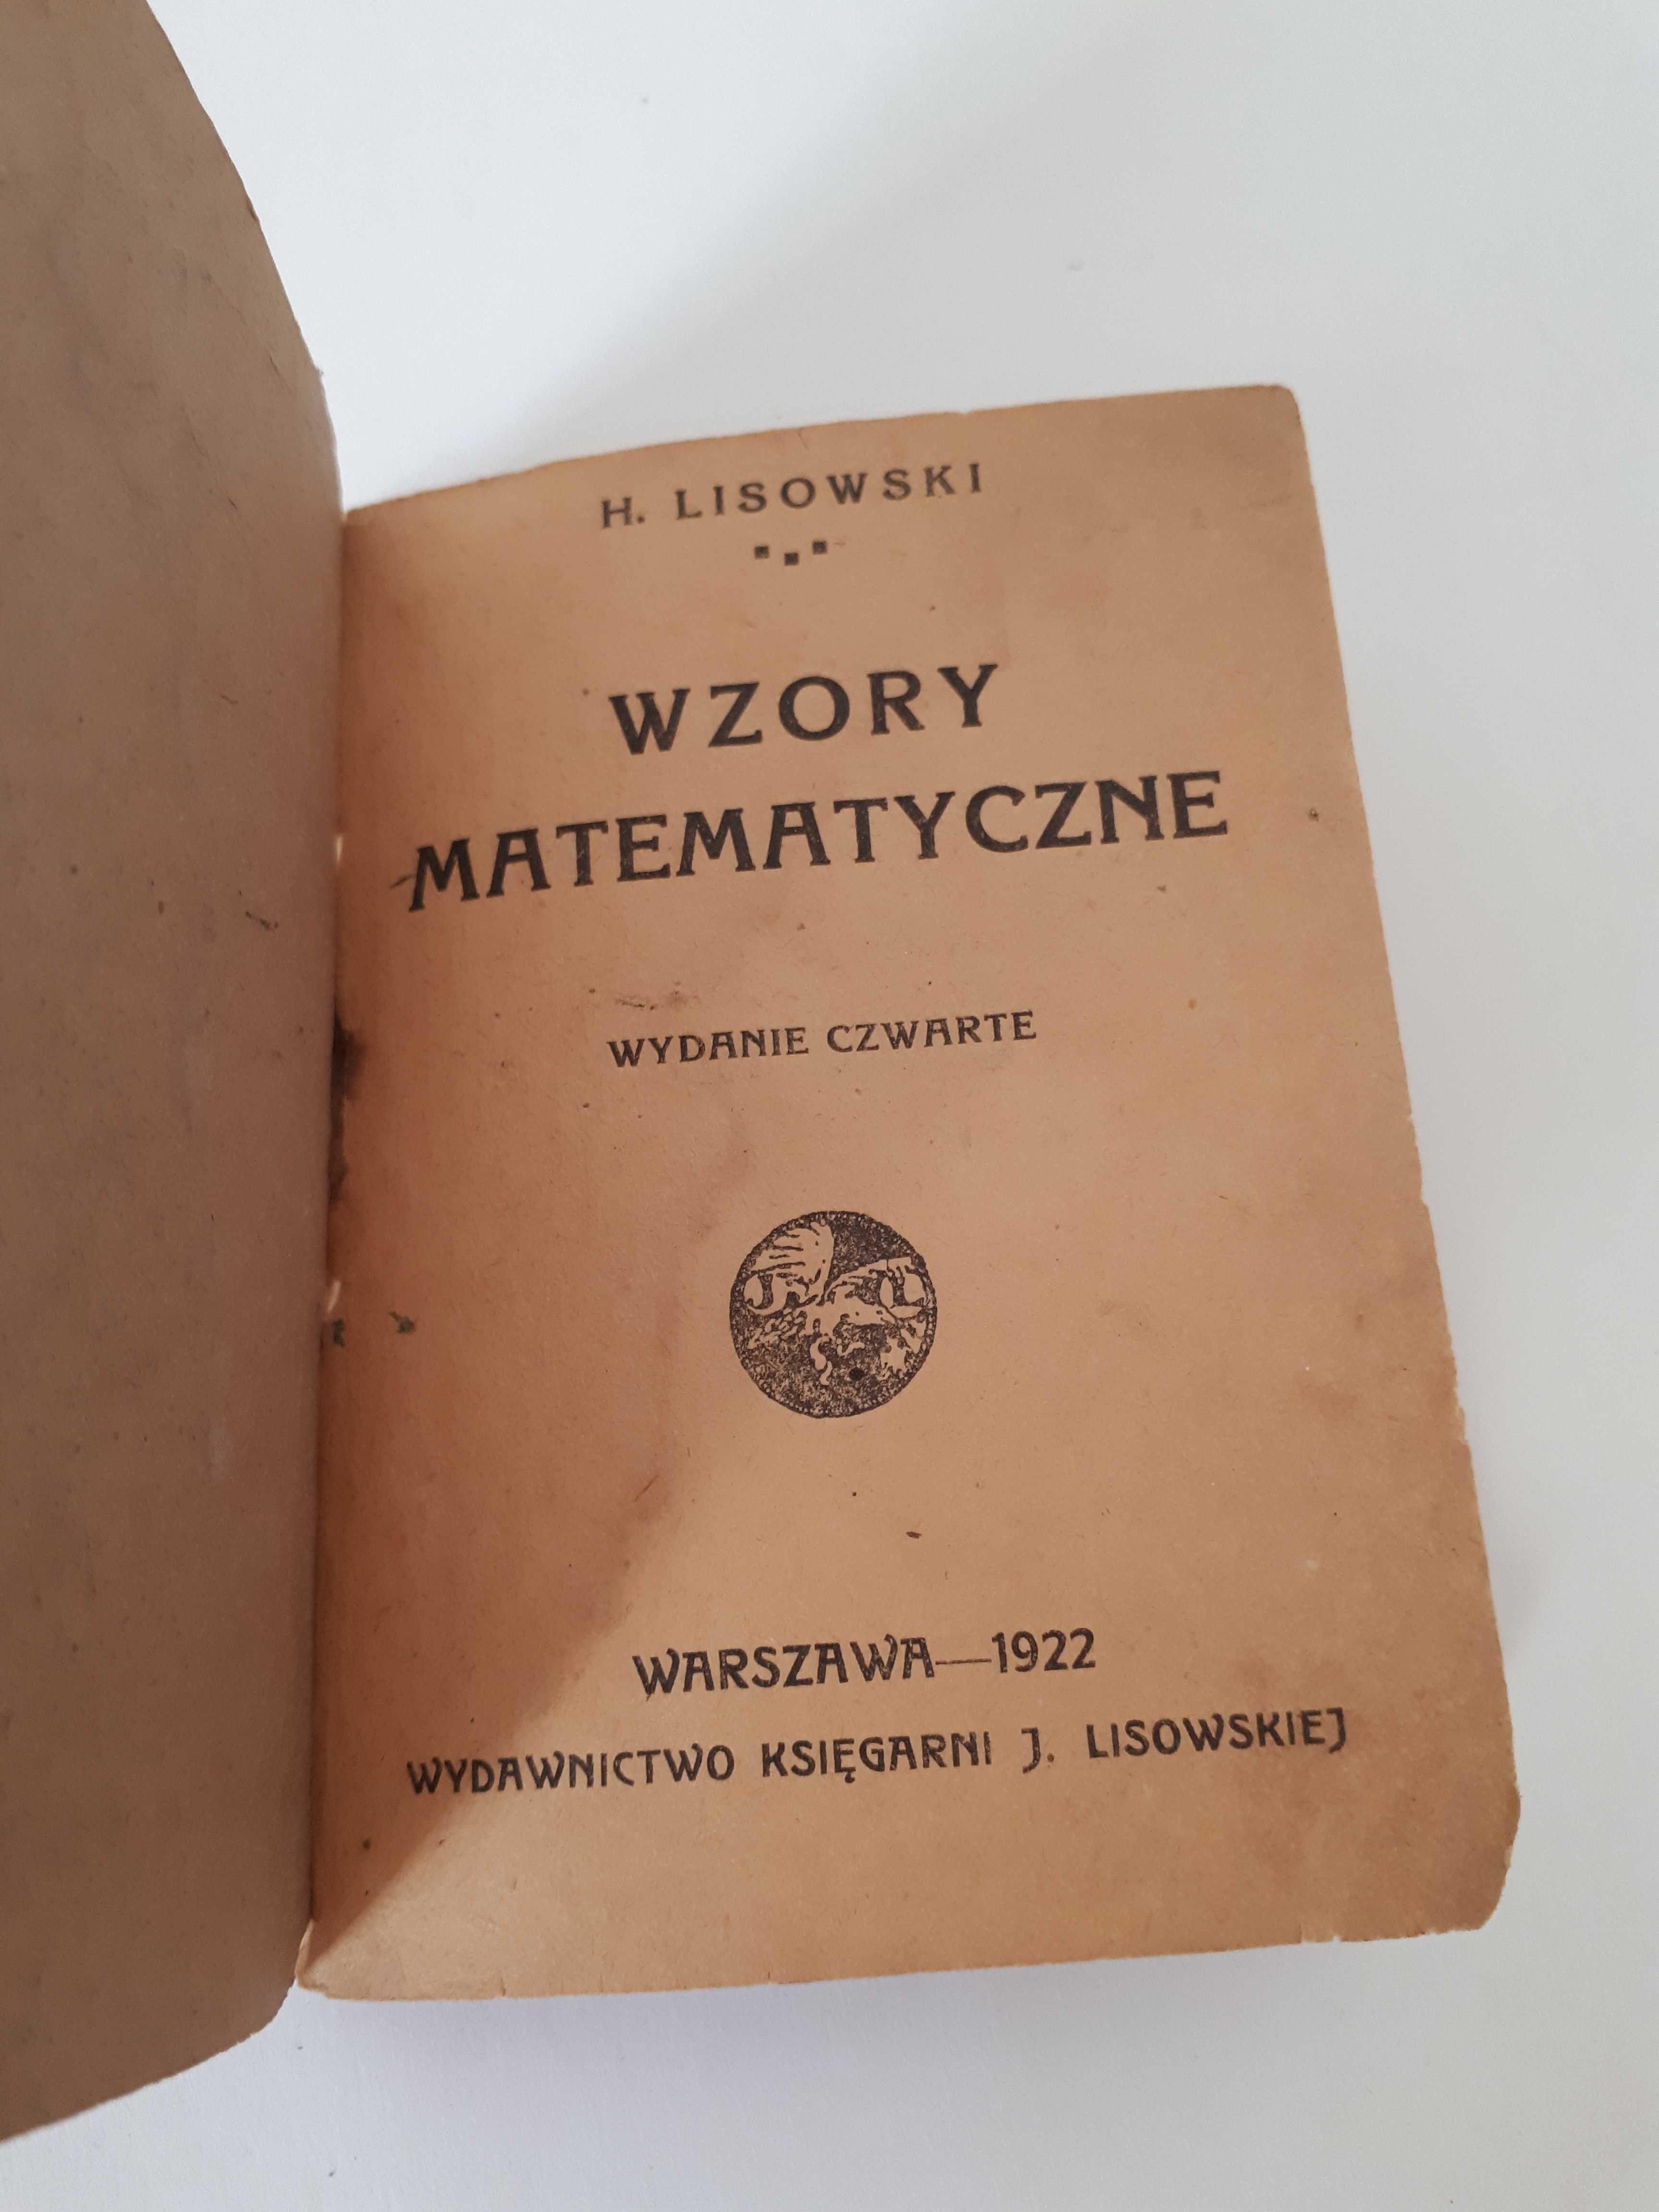 H. LISOWSKI
WZORY
MATEMATYCZNE
WYDANIE CZWARTE
J L
WARSZAWA—1922
WYDAWNICTWO KSIĘGARNI J. LISOWSKIEJ